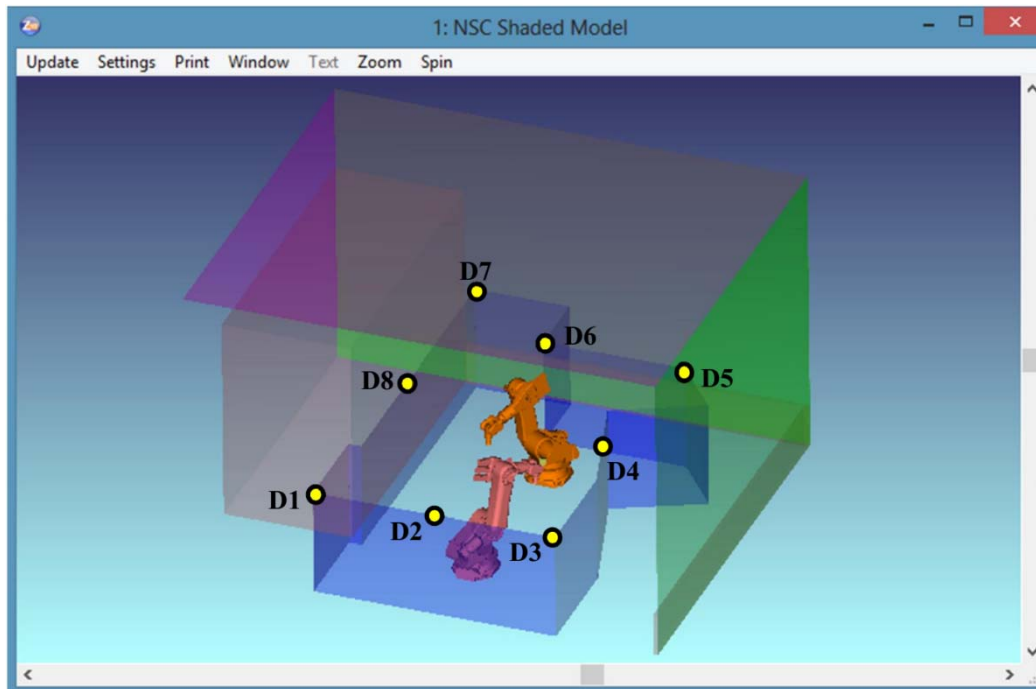 1: NSC Shaded Model
Update Settings Print Window Text Zoom Spin
D7
D6
D5
D8
D4
D1
D2
D3